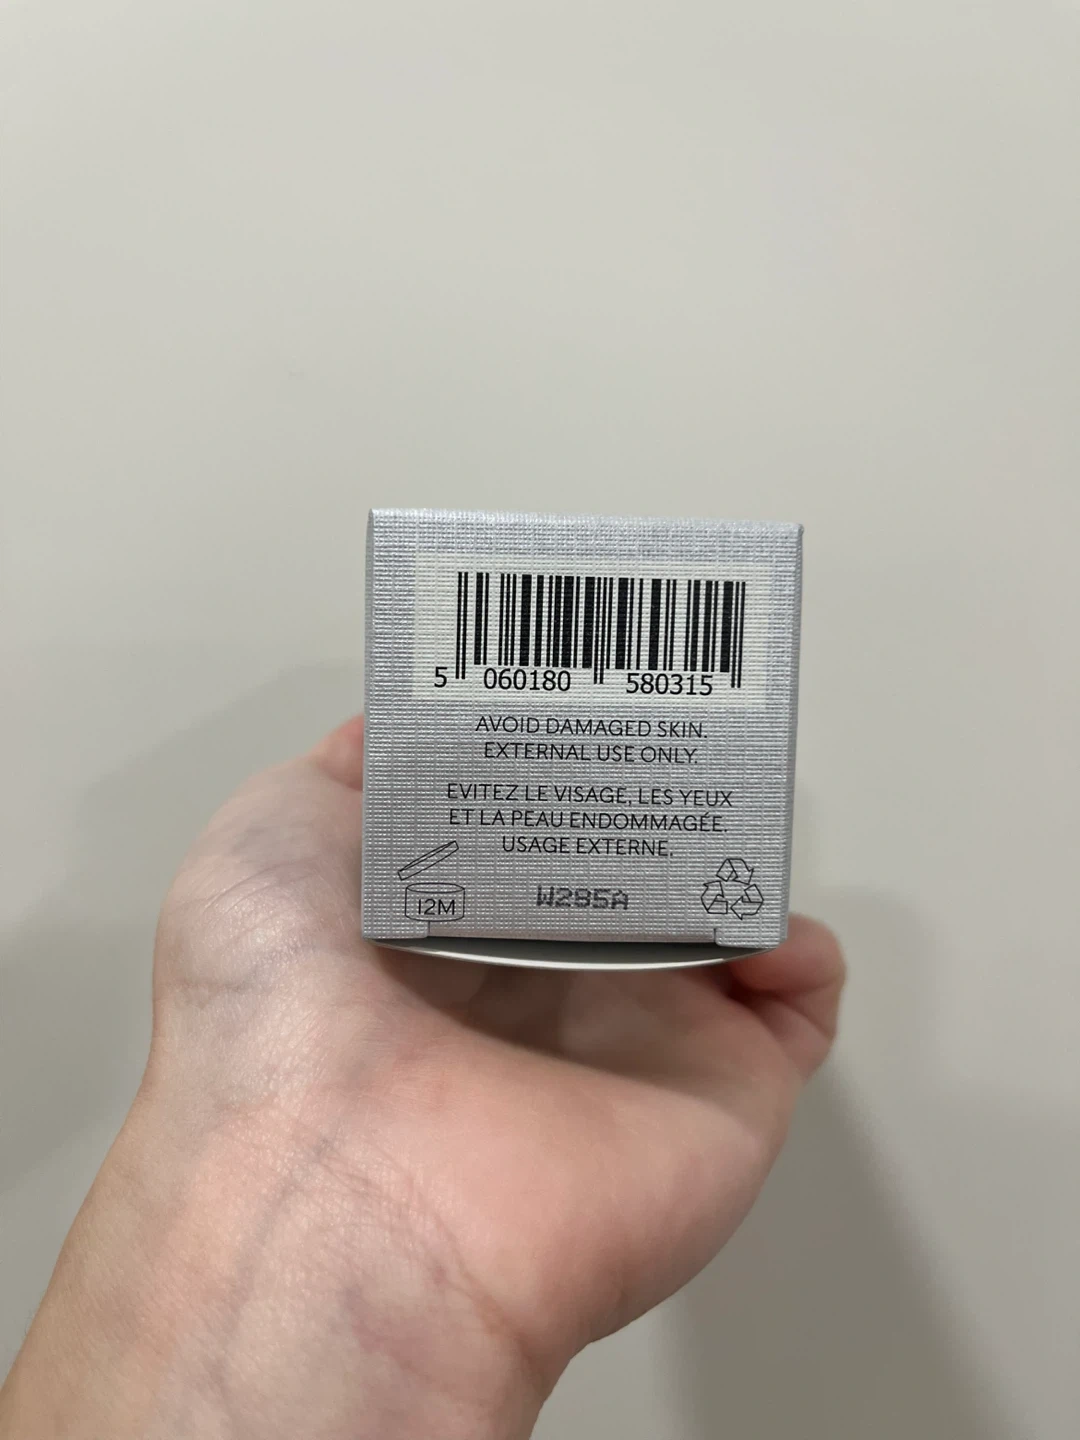 5 060180 580315
AVOID DAMAGED SKIN.
EXTERNAL USE ONLY.
EVITEZ LE VISAGE, LES YEUX
ET LA PEAU ENDOMMAGÉE.
USAGE EXTERNE.
12M
W285A